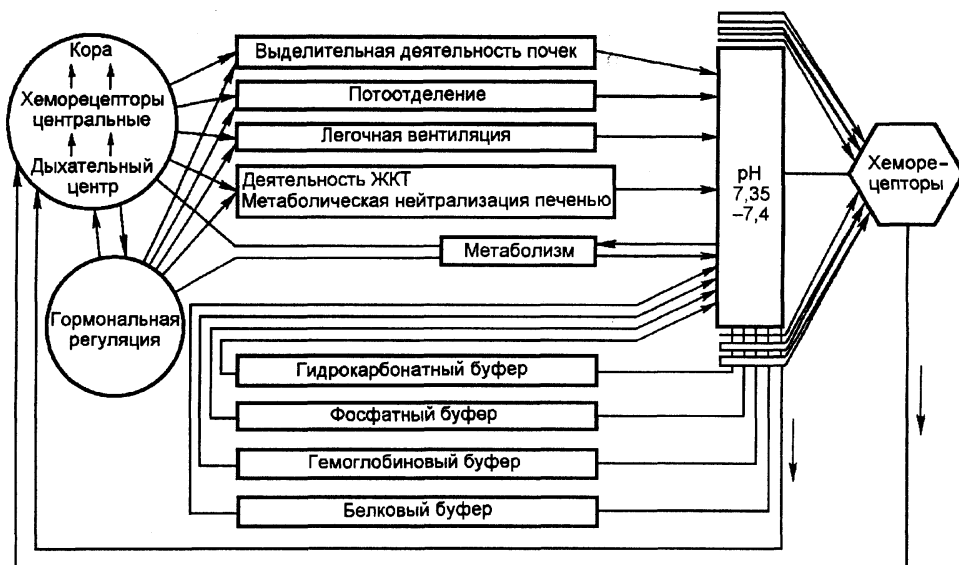 Кора
Хеморецепторы
центральные
Дыхательный
центр
Гормональная
регуляция
Выделительная деятельность почек
Потоотделение
Легочная вентиляция
Деятельность ЖКТ
Метаболическая нейтрализация печенью
Метаболизм
Гидрокарбонатный буфер
Фосфатный буфер
Гемоглобиновый буфер
Белковый буфер
pH
7,35
–7,4
Хеморе-
цепторы